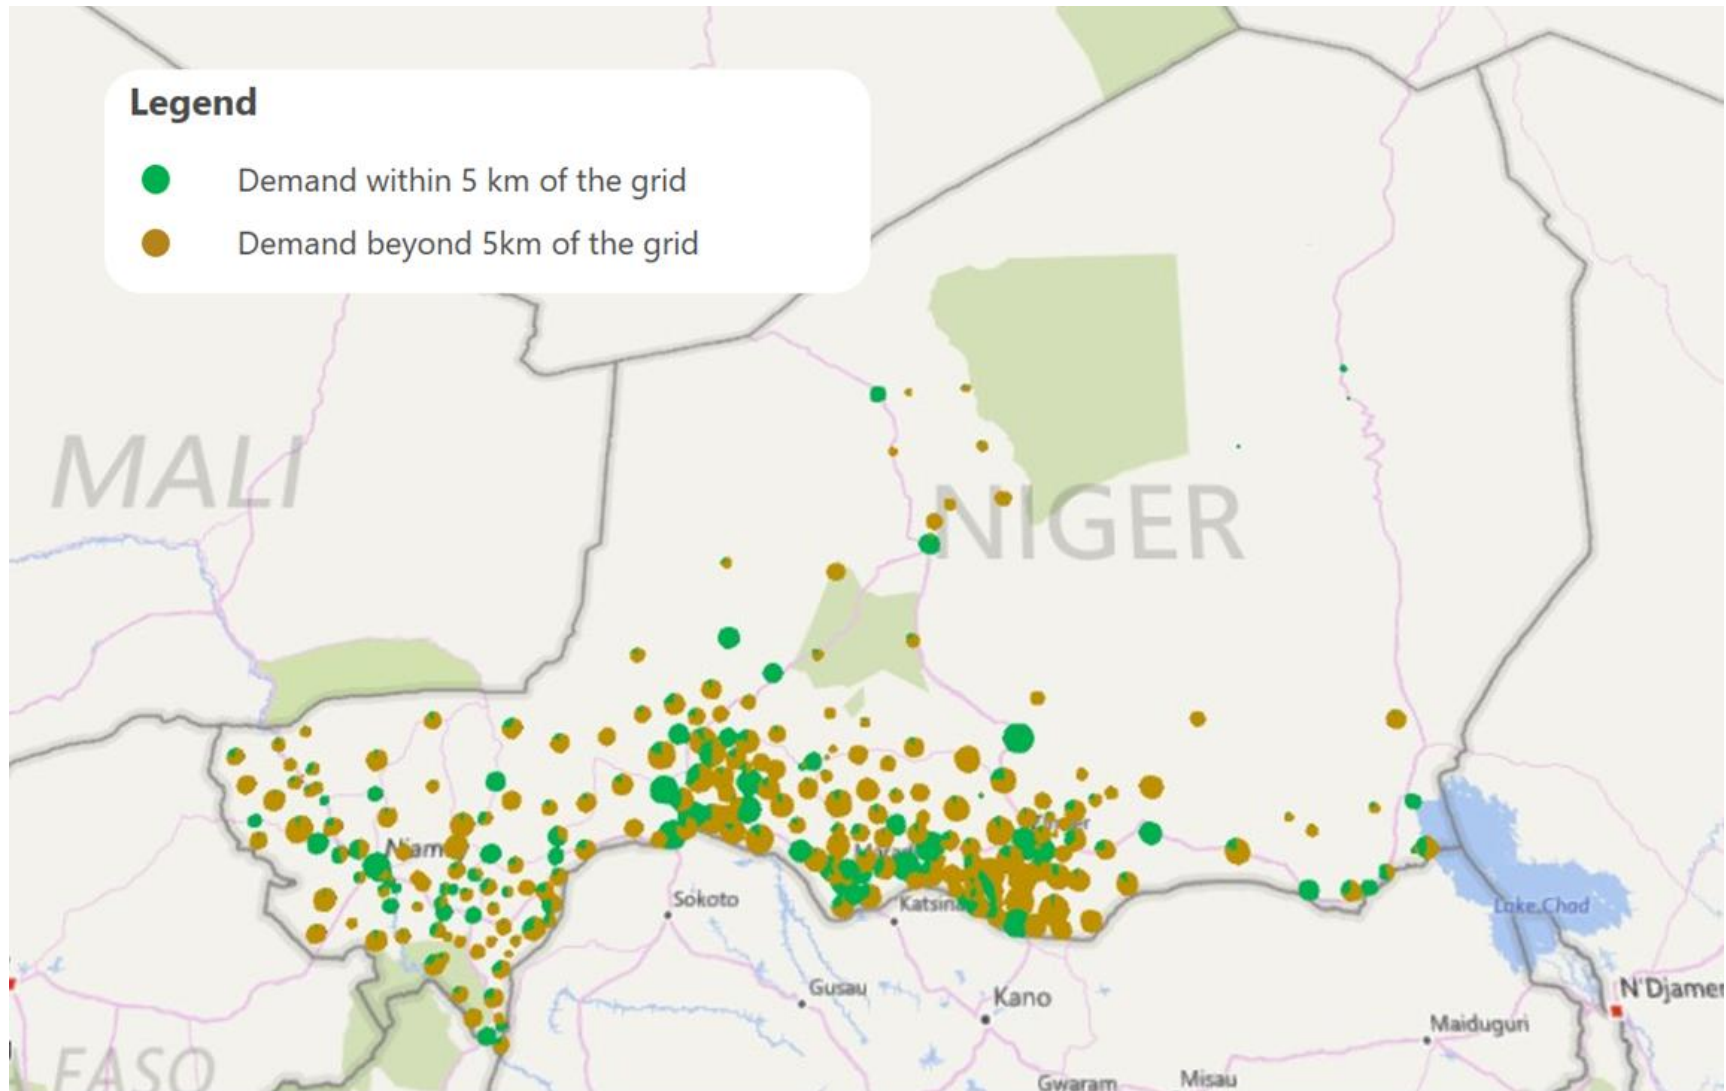 Legend
Demand within 5 km of the grid
Demand beyond 5km of the grid
MALI
NIGER
Sokoto
Katsina
Lake Chad
Gusau
Kano
N'Djamen
Maiduguri
FASO
Gwaram
Misau